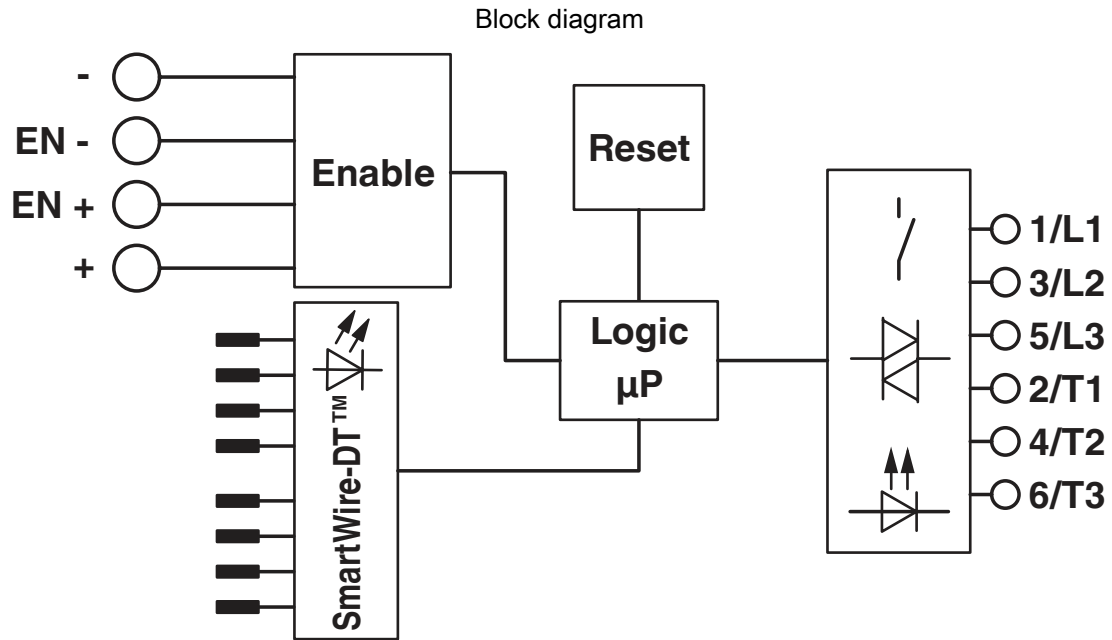 Block diagram
-
EN -
EN +
+
Enable
Reset
Logic
µP
SmartWire-DT™
1/L1
3/L2
5/L3
2/T1
4/T2
6/T3